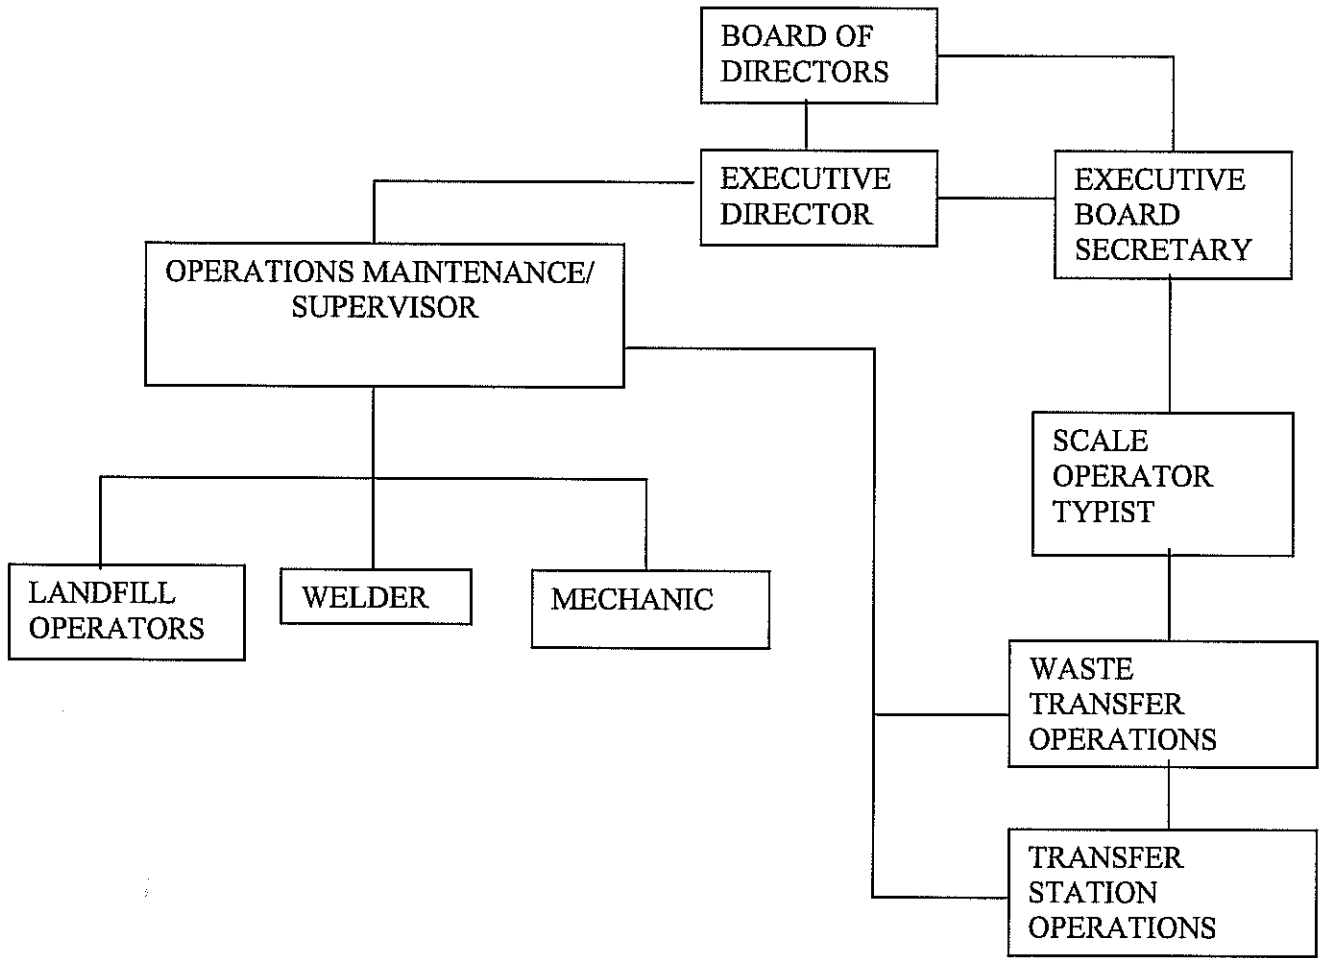 BOARD OF
DIRECTORS
EXECUTIVE
DIRECTOR
EXECUTIVE
BOARD
SECRETARY
OPERATIONS MAINTENANCE/
SUPERVISOR
SCALE
OPERATOR
TYPIST
LANDFILL
OPERATORS
WELDER
MECHANIC
WASTE
TRANSFER
OPERATIONS
TRANSFER
STATION
OPERATIONS